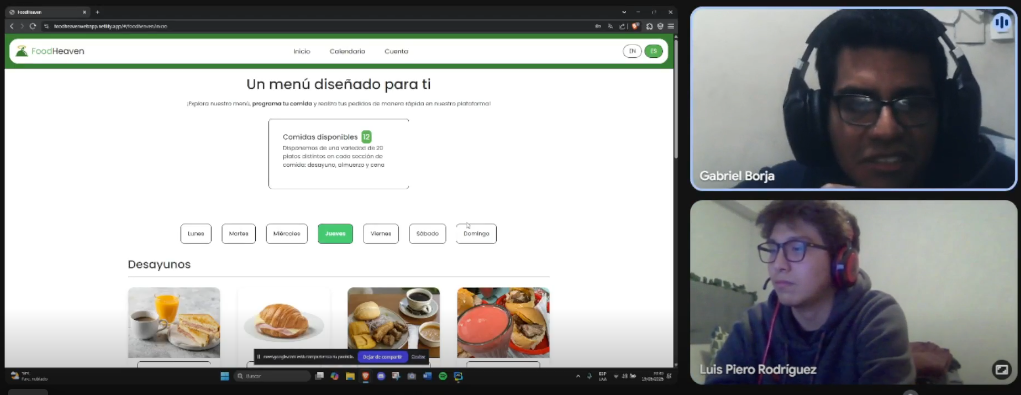 FoodHeaven
FoodHeaven
Inicio Calendario Cuenta
EN ES
Un menú diseñado para ti
¡Explora nuestro menú, programa tu comida y realiza tus pedidos de manera rápida en nuestra plataforma!
Comidas disponibles 12
Disponemos de una variedad de 20
platos distintos en cada sección de
comida: desayuno, almuerzo y cena
Lunes Martes Miércoles Jueves Viernes Sábado Domingo
Desayunos
Dejar de compartir Ocultar
Buscar
ESP
Gabriel Borja
Luis Piero Rodríguez